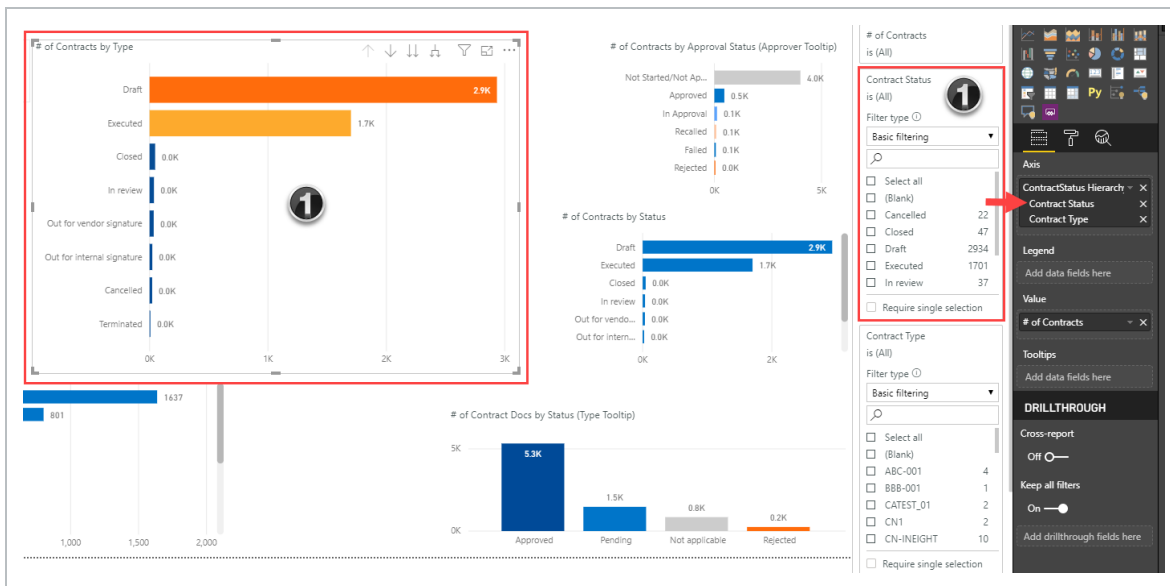 # of Contracts by Type
Draft
2.9K
Executed
1.7K
Closed
0.0K
In review
0.0K
Out for vendor signature
0.0K
Out for internal signature
0.0K
Cancelled
0.0K
Terminated
0.0K
0K
1K
2K
3K
1
1637
801
1,000
1,500
2,000
# of Contracts by Approval Status (Approver Tooltip)
Not Started/Not Ap...
4.0K
Approved
0.5K
In Approval
0.1K
Recalled
0.1K
Failed
0.1K
Rejected
0.0K
0K
5K
# of Contracts by Status
Draft
2.9K
Executed
1.7K
Closed
0.0K
In review
0.0K
Out for vendo...
0.0K
Out for intern...
0.0K
0K
2K
# of Contract Docs by Status (Type Tooltip)
5K
0K
5.3K
1.5K
0.8K
0.2K
Approved
Pending
Not applicable
Rejected
# of Contracts
is (All)
Contract Status
is (All)
1
Filter type
Basic filtering
Select all
(Blank)
Cancelled 22
Closed 47
Draft 2934
Executed 1701
In review 37
Require single selection
Contract Type
is (All)
Filter type
Basic filtering
Select all
(Blank)
ABC-001 4
BBB-001 1
CATEST_01 2
CN1 2
CN-INEIGHT 10
Require single selection
Py
Axis
ContractStatus Hierarch
Contract Status
Contract Type
Legend
Add data fields here
Value
# of Contracts
Tooltips
Add data fields here
DRILLTHROUGH
Cross-report
Off
Keep all filters
On
Add drillthrough fields here